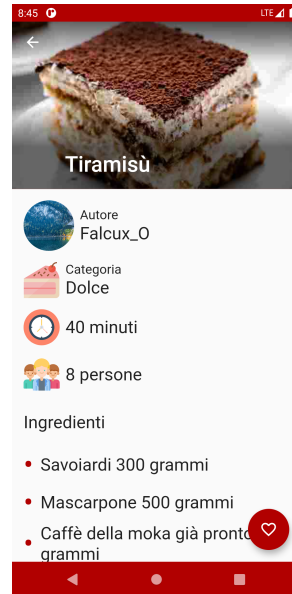 8:45
LTE
Tiramisù
Autore
Falcux_O
Categoria
Dolce
40 minuti
8 persone
Ingredienti
Savoiardi 300 grammi
Mascarpone 500 grammi
Caffè della moka già pronto
grammi